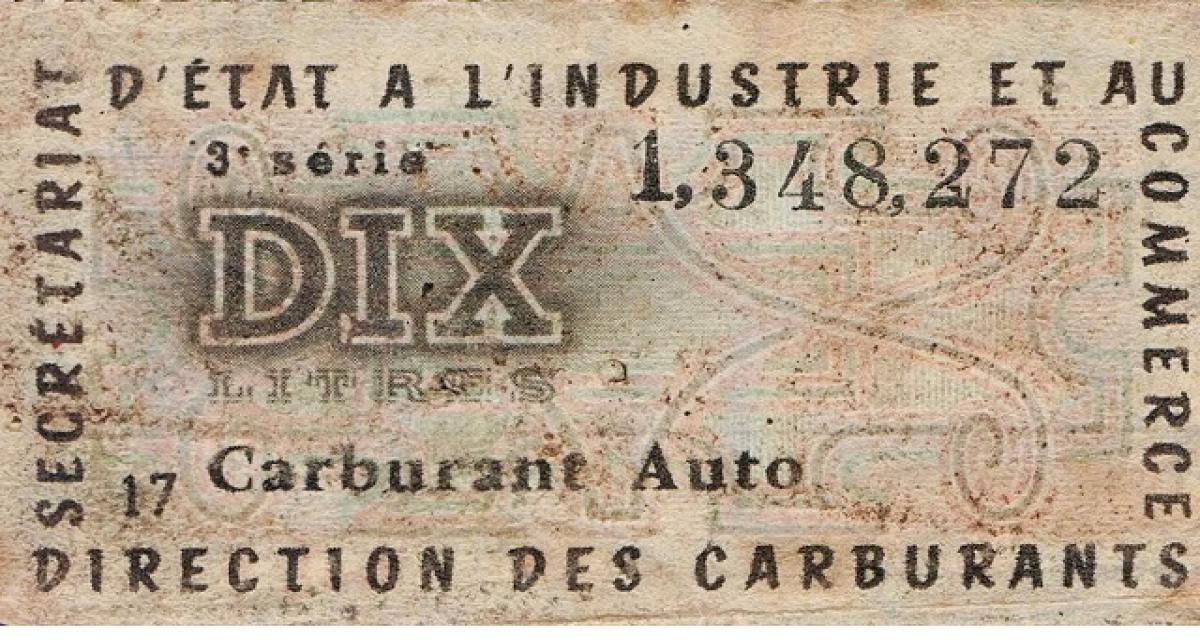 SECRÉTARIAT
D'ÉTAT A L'INDUSTRIE ET AU
COMMERCE
3e série
1,348,272
DIX
LITRES
17 Carburant Auto
DIRECTION DES CARBURANTS